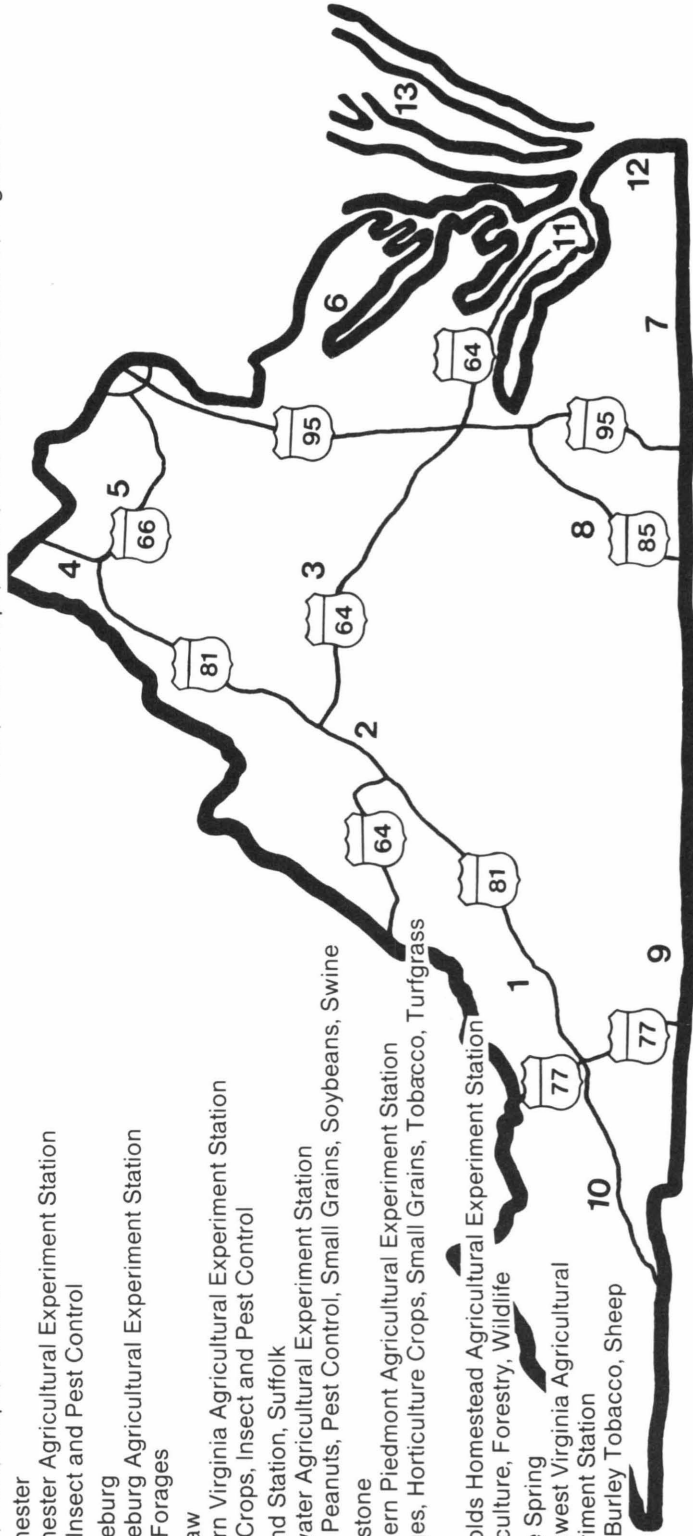 hester
hester Agricultural Experiment Station
Insect and Pest Control
eburg
eburg Agricultural Experiment Station
Forages
aw
rn Virginia Agricultural Experiment Station
Crops, Insect and Pest Control
nd Station, Suffolk
vater Agricultural Experiment Station
Peanuts, Pest Control, Small Grains, Soybeans, Swine
stone
ern Piedmont Agricultural Experiment Station
es, Horticulture Crops, Small Grains, Tobacco, Turfgrass
olds Homestead Agricultural Experiment Station
culture, Forestry, Wildlife
e Spring
west Virginia Agricultural
iment Station
Burley Tobacco, Sheep
4
5
66
81
6
13
95
3
64
2
64
64
11
81
8
95
85
7
12
1
77
77
9
10